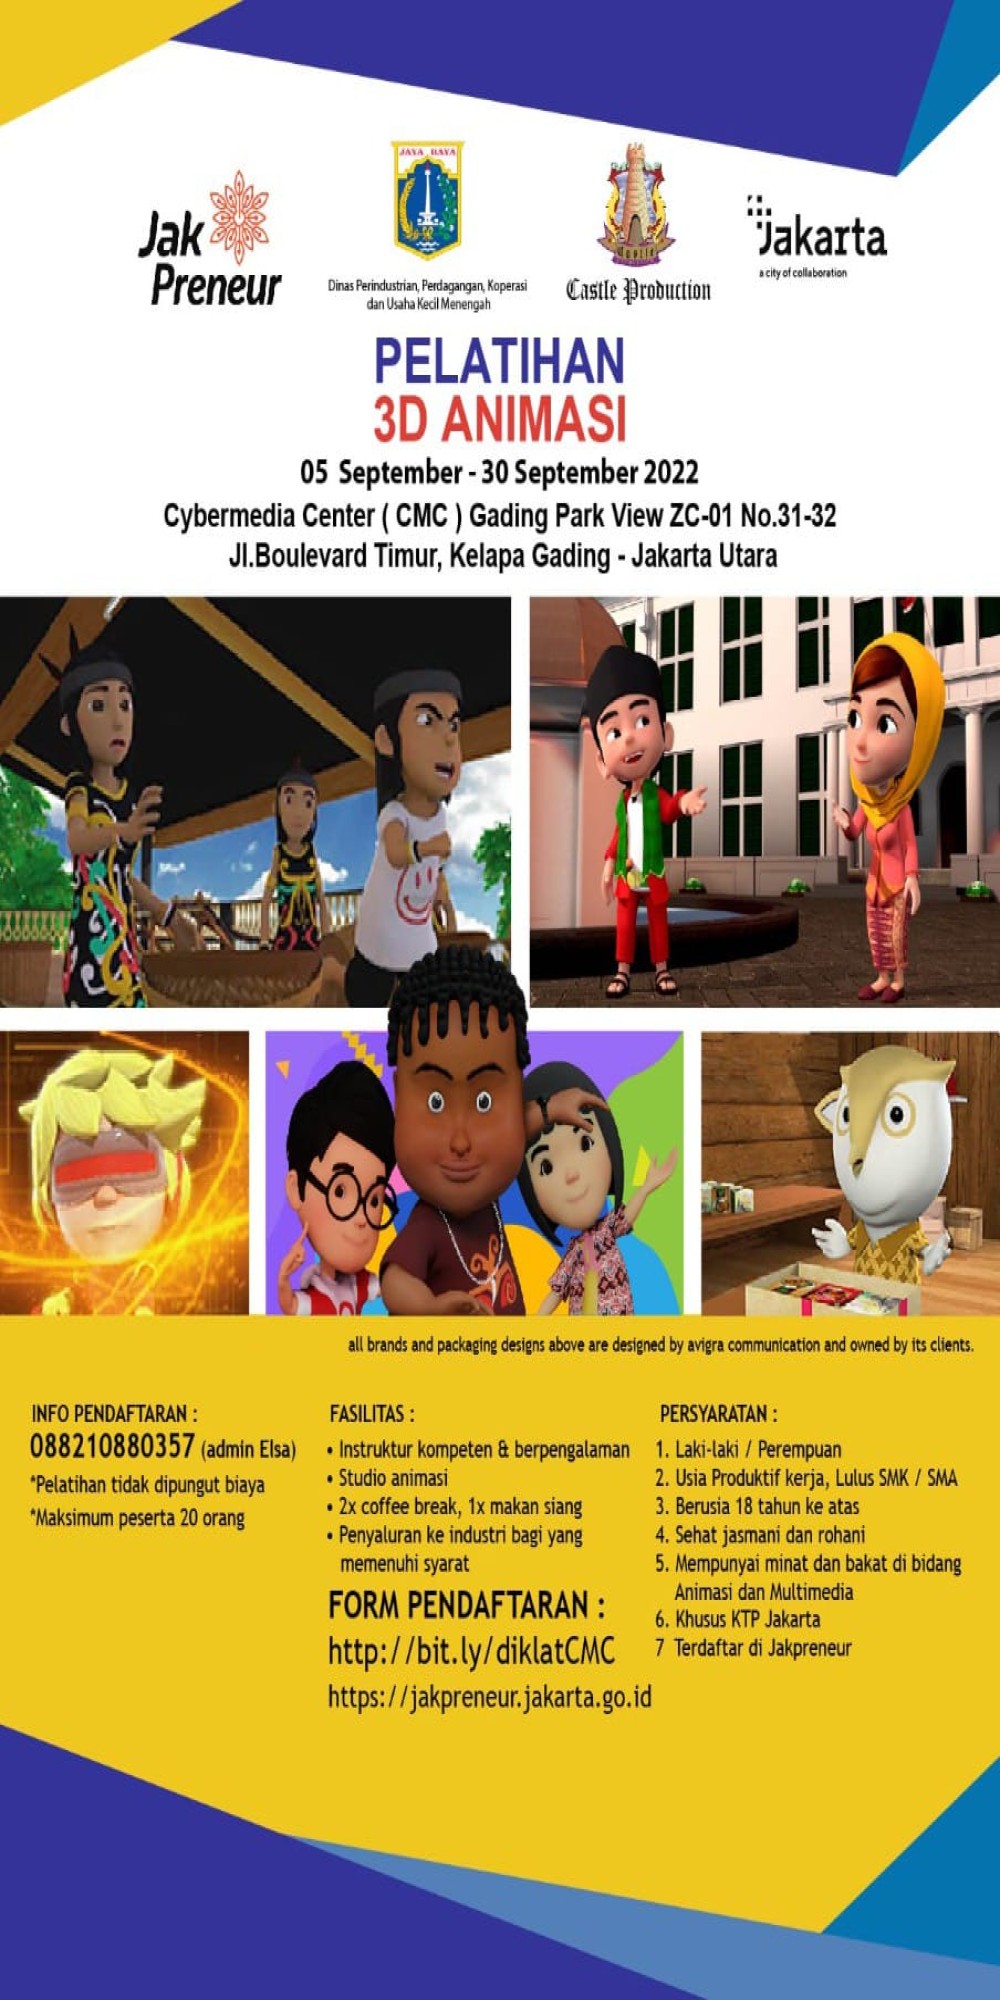 Jak
Preneur
JAYA RAYA
Dinas Perindustrian, Perdagangan, Koperasi
dan Usaha Kecil Menengah
Castle
Castle Production
Jakarta
a city of collaboration
PELATIHAN
3D ANIMASI
05 September - 30 September 2022
Cybermedia Center ( CMC ) Gading Park View ZC-01 No.31-32
Jl.Boulevard Timur, Kelapa Gading - Jakarta Utara
all brands and packaging designs above are designed by avigra communication and owned by its clients.
INFO PENDAFTARAN :
088210880357 (admin Elsa)
*Pelatihan tidak dipungut biaya
*Maksimum peserta 20 orang
FASILITAS :
• Instruktur kompeten & berpengalaman
• Studio animasi
• 2x coffee break, 1x makan siang
• Penyaluran ke industri bagi yang
memenuhi syarat
FORM PENDAFTARAN :
http://bit.ly/diklatCMC
https://jakpreneur.jakarta.go.id
PERSYARATAN :
1. Laki-laki / Perempuan
2. Usia Produktif kerja, Lulus SMK / SMA
3. Berusia 18 tahun ke atas
4. Sehat jasmani dan rohani
5. Mempunyai minat dan bakat di bidang
Animasi dan Multimedia
6. Khusus KTP Jakarta
7 Terdaftar di Jakpreneur